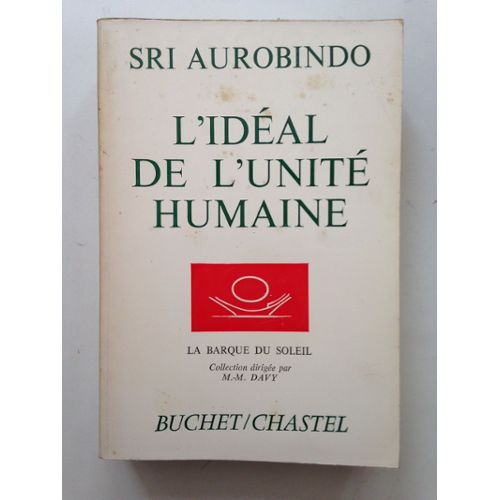 SRI AUROBINDO
L'IDÉAL
DE L'UNITÉ
HUMAINE
LA BARQUE DU SOLEIL
Collection dirigée par
M.-M. DAVY
BUCHET/CHASTEL